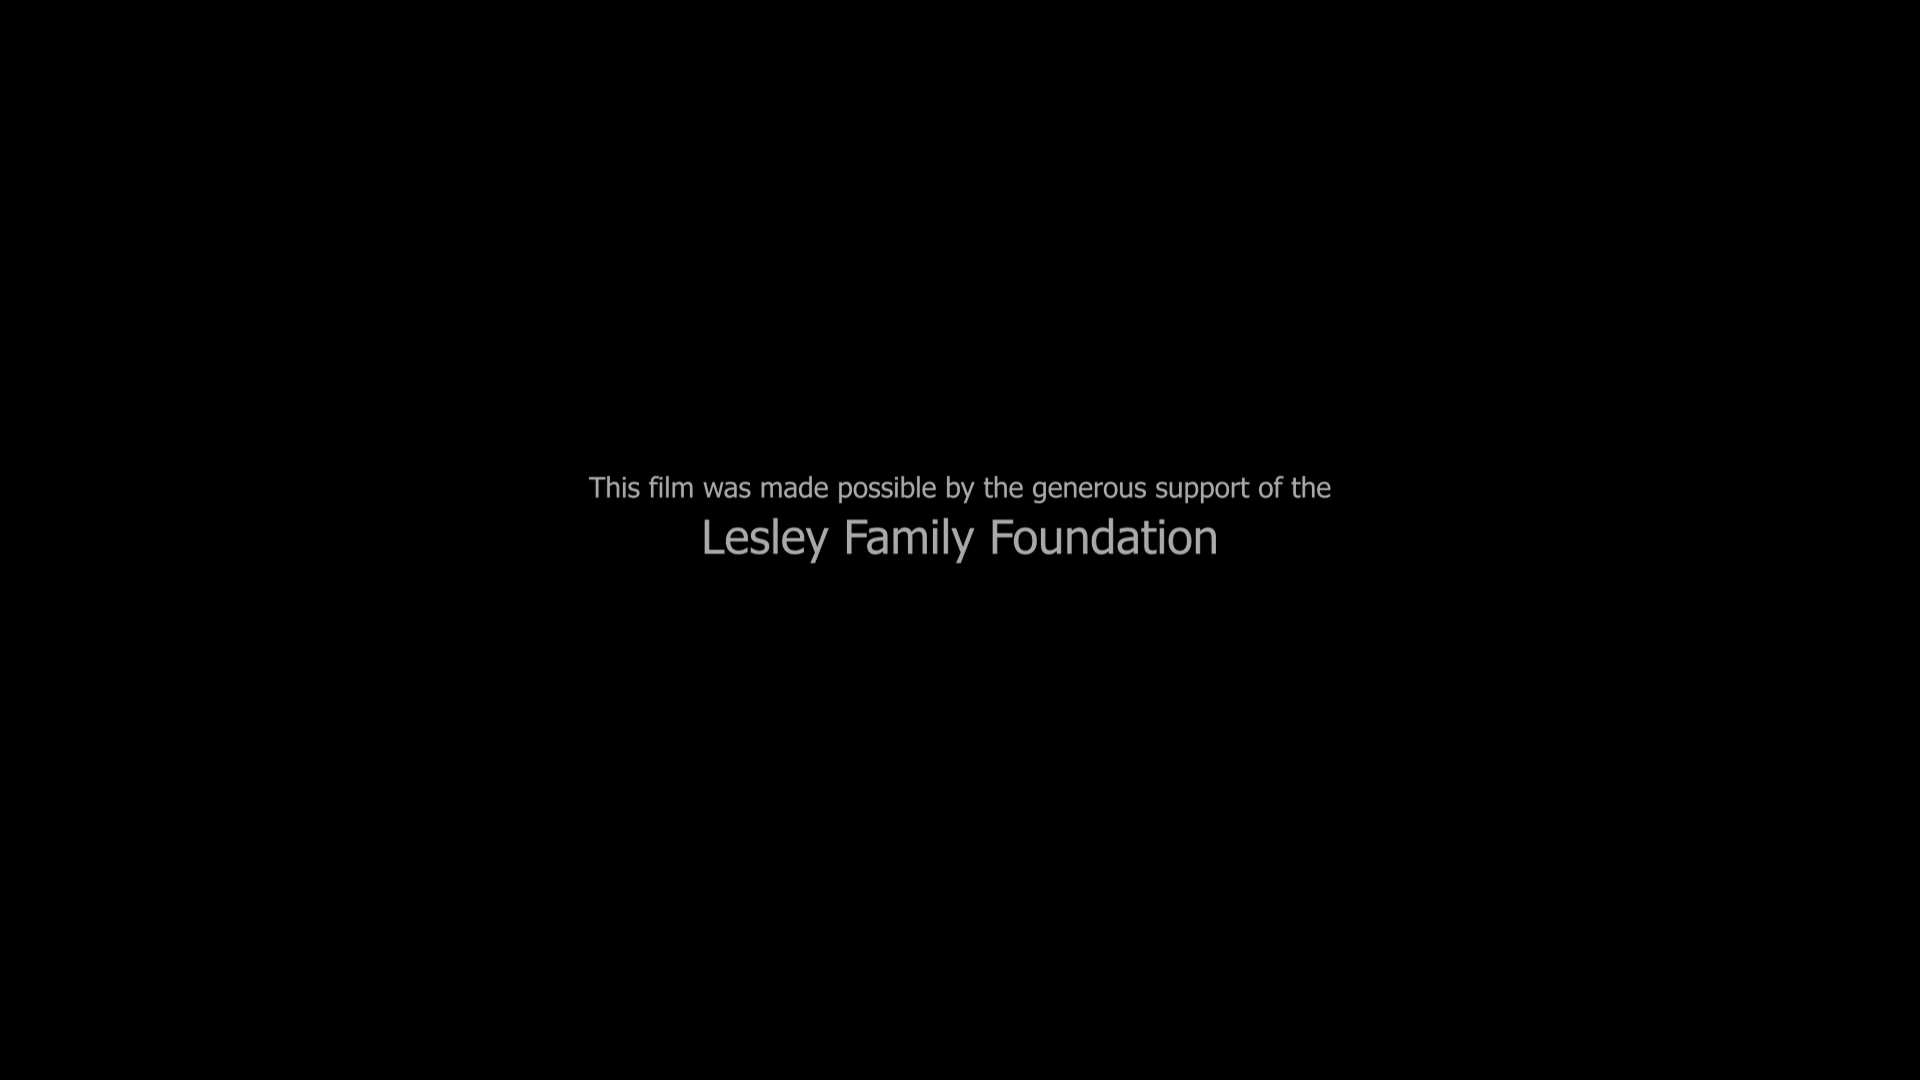 This film was made possible by the generous support of the
Lesley Family Foundation